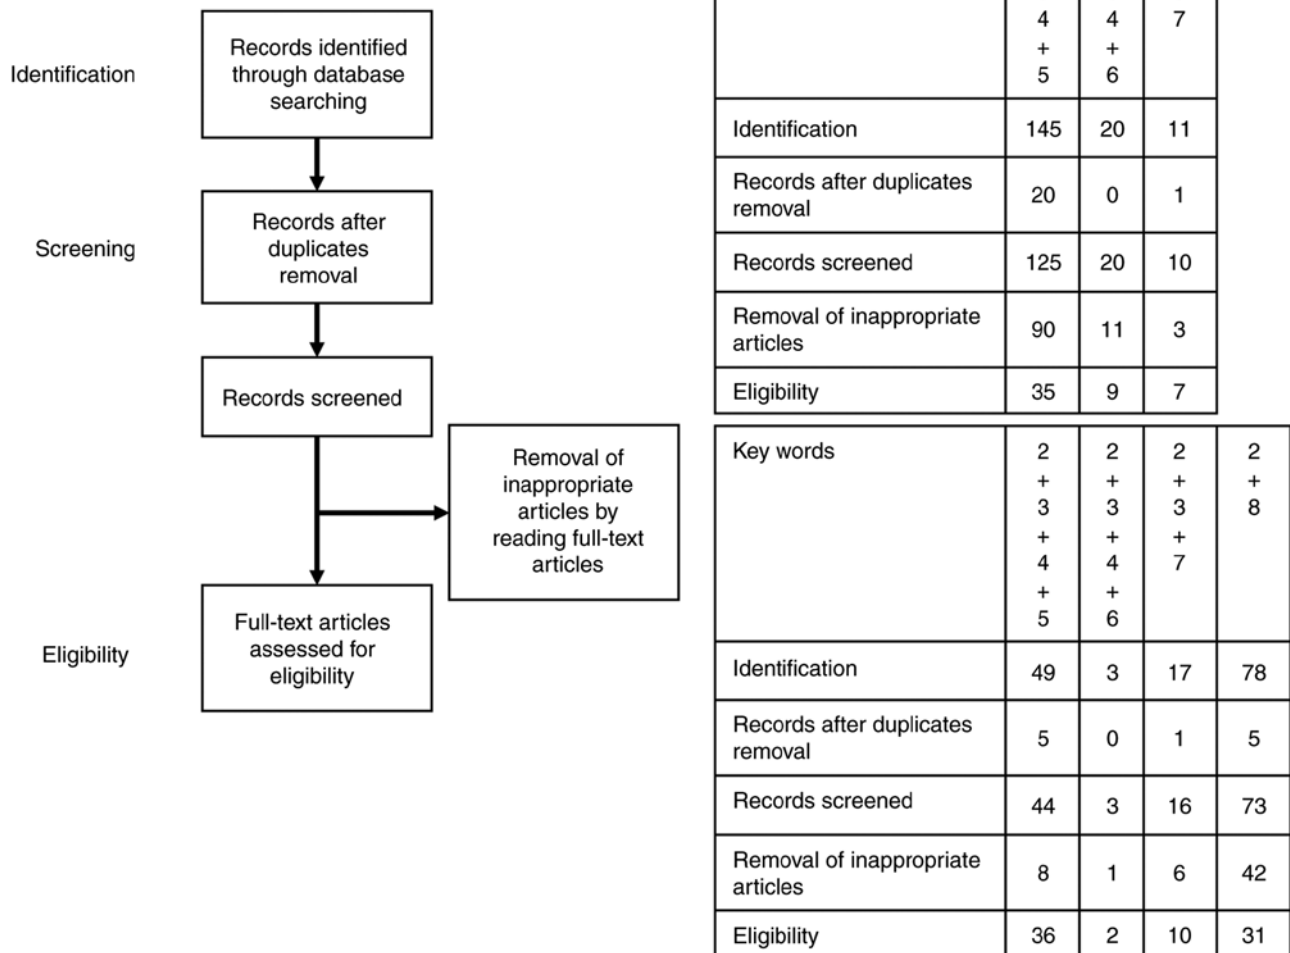 Identification
Records identified
through database
searching
Screening
Records after
duplicates
removal
Records screened
Removal of
inappropriate
articles by
reading full-text
articles
Eligibility
Full-text articles
assessed for
eligibility
4 4 7
+ +
5 6
Identification 145 20 11
Records after duplicates
removal 20 0 1
Records screened 125 20 10
Removal of inappropriate
articles 90 11 3
Eligibility 35 9 7
Key words 2 2 2 2
+ + + +
3 3 3 8
+ + +
4 4 7
+ +
5 6
Identification 49 3 17 78
Records after duplicates
removal 5 0 1 5
Records screened 44 3 16 73
Removal of inappropriate
articles 8 1 6 42
Eligibility 36 2 10 31